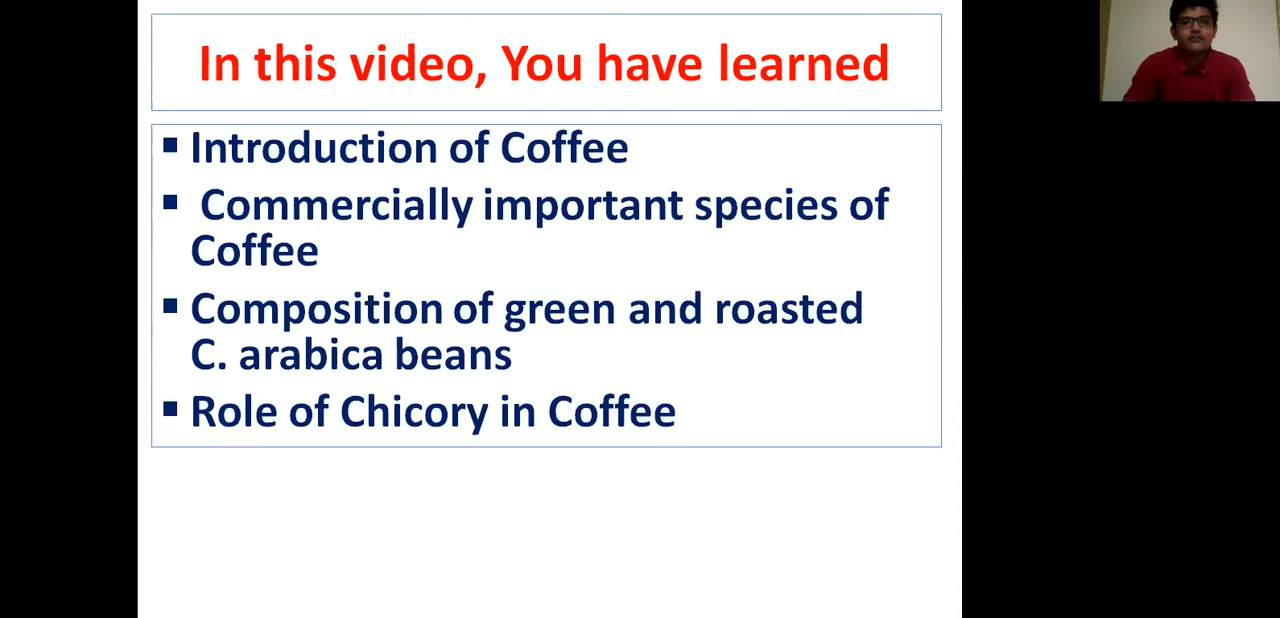 In this video, You have learned
▪ Introduction of Coffee
▪ Commercially important species of
Coffee
▪ Composition of green and roasted
C. arabica beans
▪ Role of Chicory in Coffee